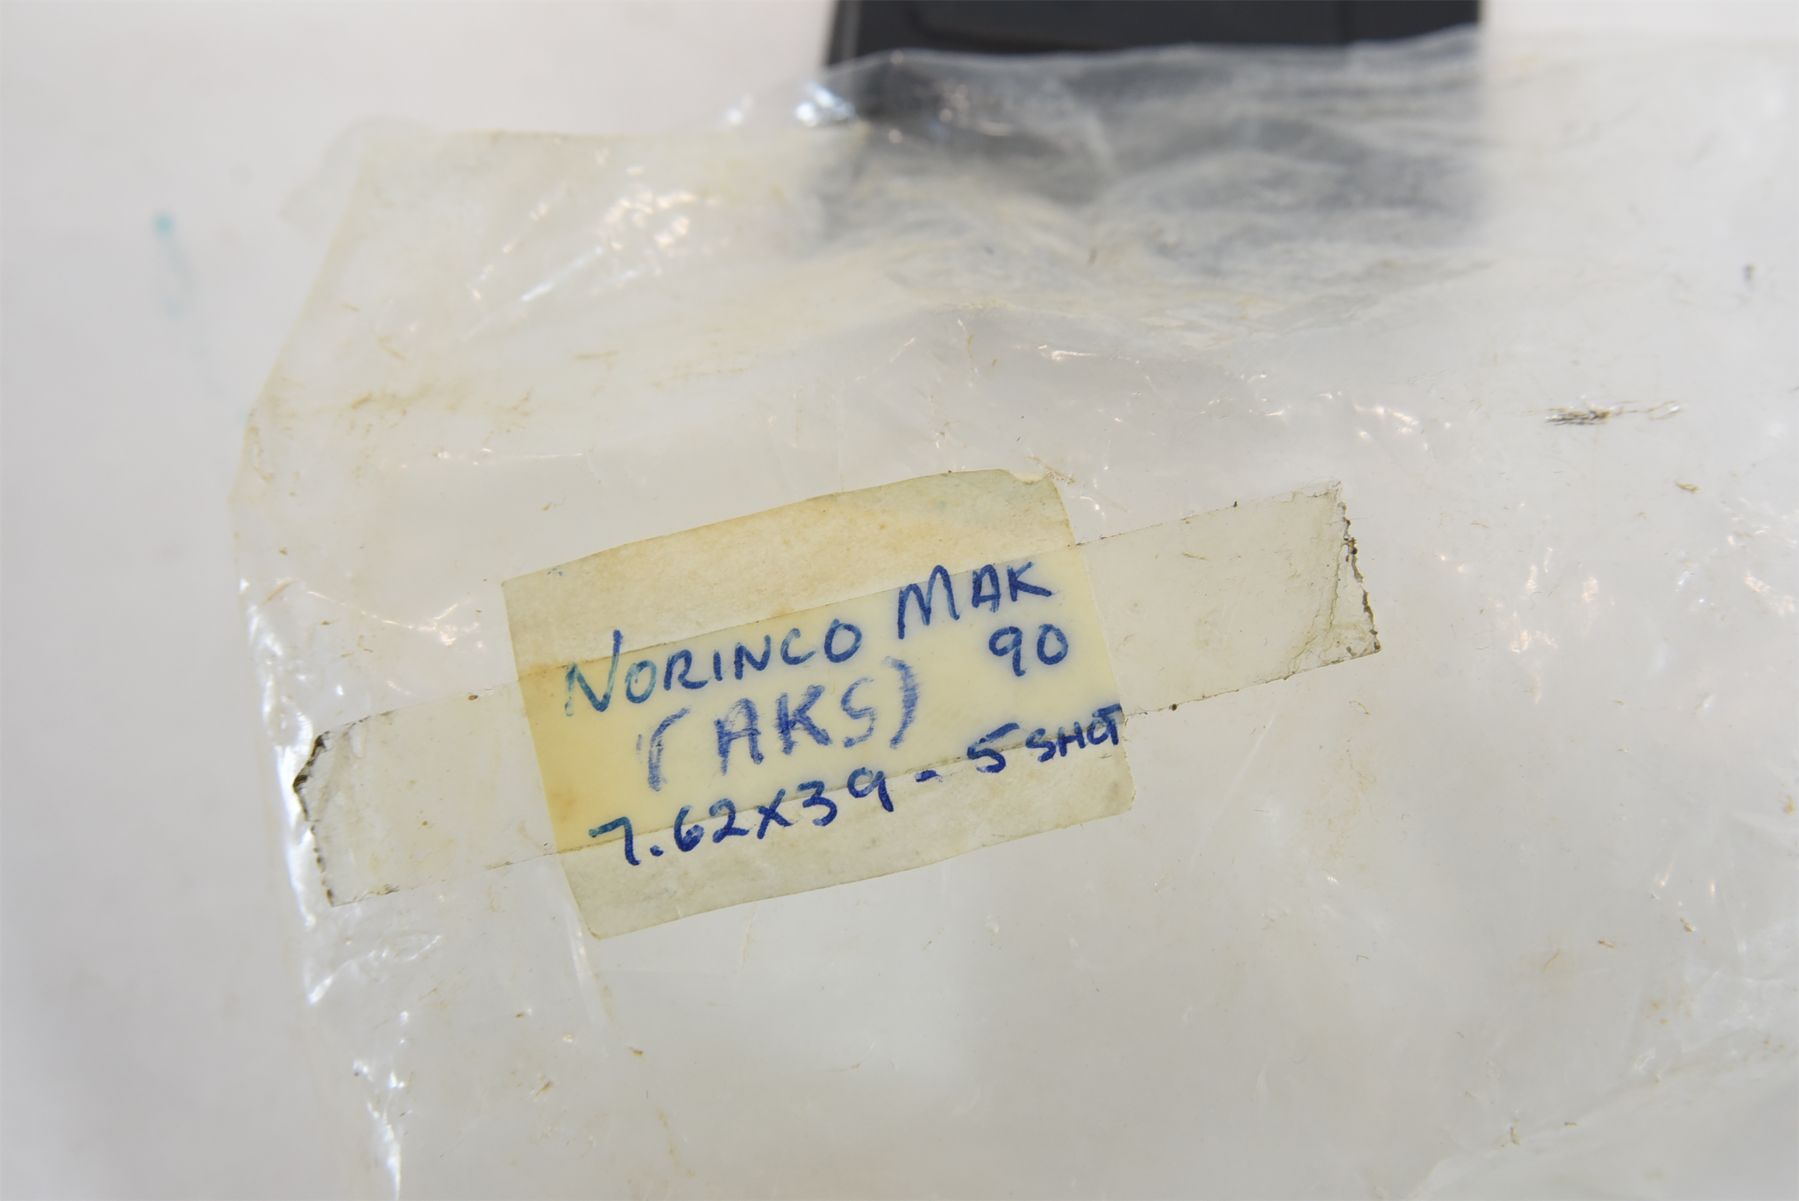 NORINCO MAK
90
(AKS)
7.62X39 - 5 SHOT